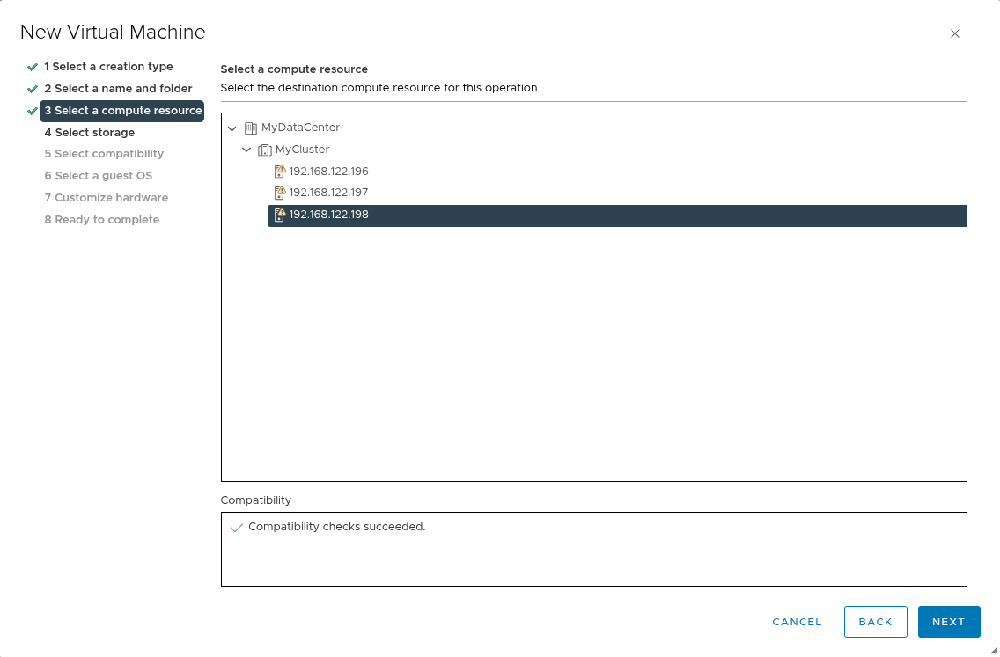 New Virtual Machine
1 Select a creation type
2 Select a name and folder
3 Select a compute resource
4 Select storage
5 Select compatibility
6 Select a guest OS
7 Customize hardware
8 Ready to complete
Select a compute resource
Select the destination compute resource for this operation
MyDataCenter
MyCluster
192.168.122.196
192.168.122.197
192.168.122.198
Compatibility
Compatibility checks succeeded.
CANCEL
BACK
NEXT